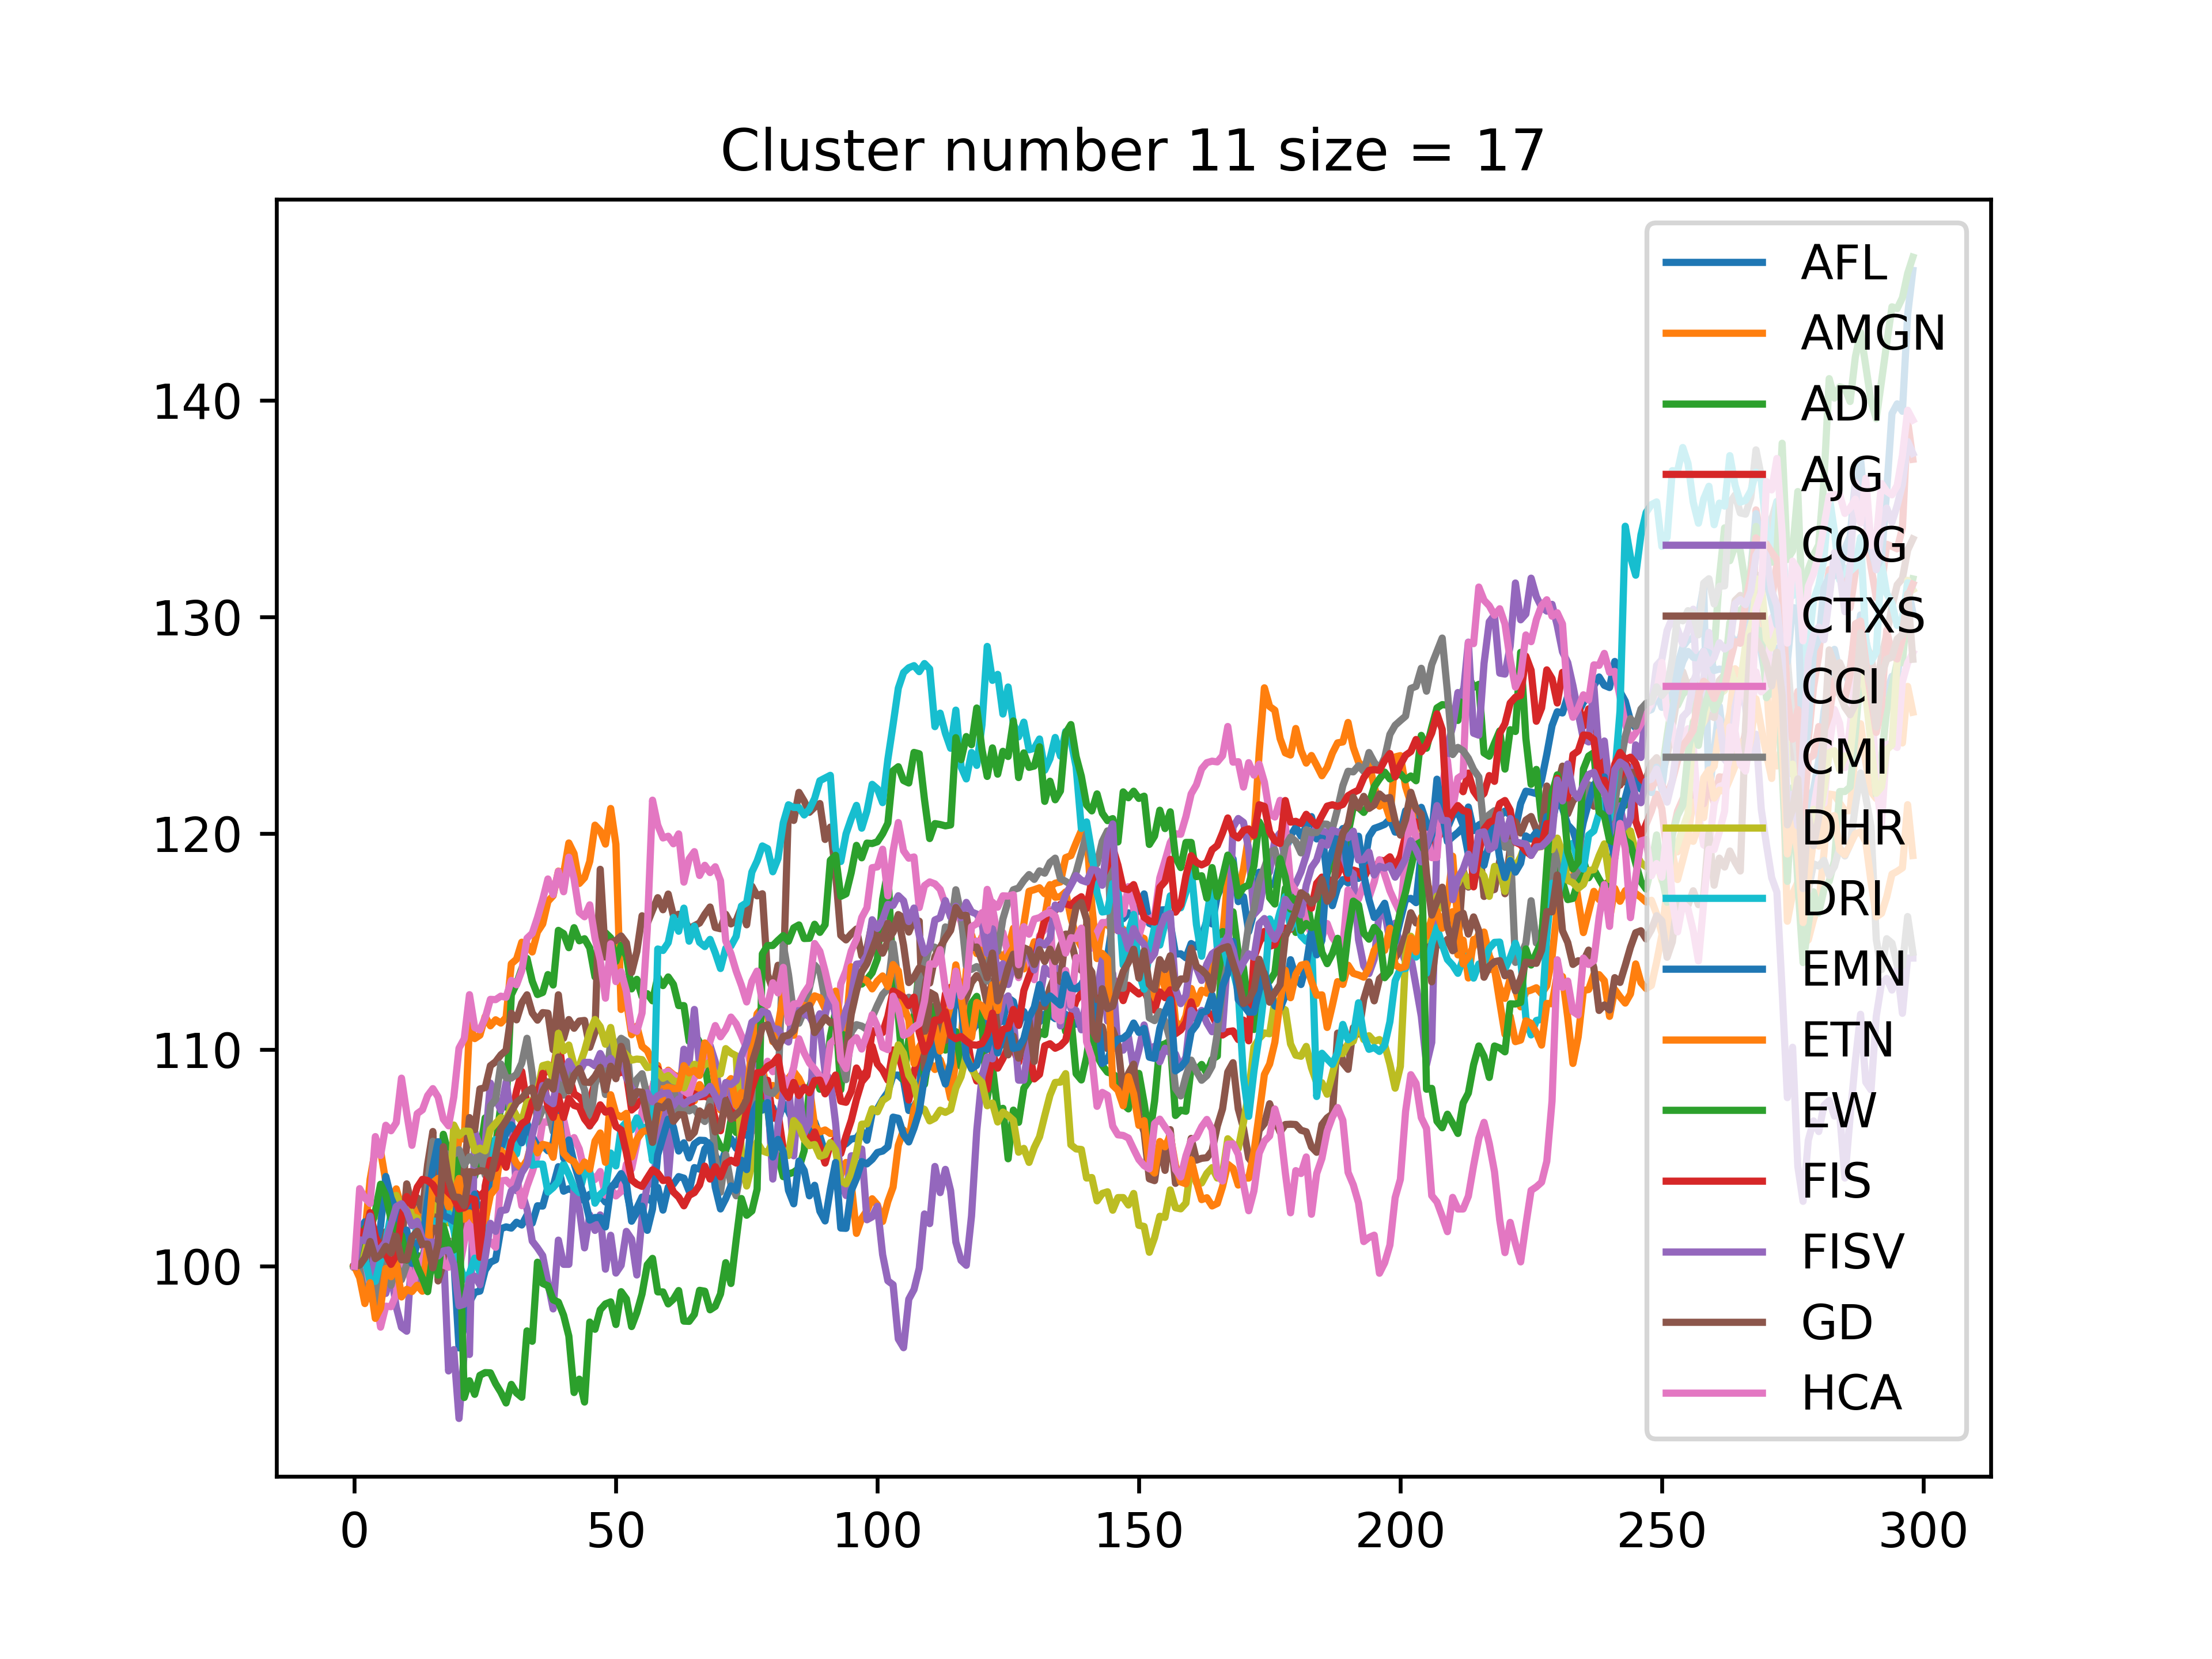 Cluster number 11 size = 17
140
130
120
110
100
0 50 100 150 200 250 300
AFL
AMGN
ADI
AJG
COG
CTXS
CCI
CMI
DHR
DRI
EMN
ETN
EW
FIS
FISV
GD
HCA